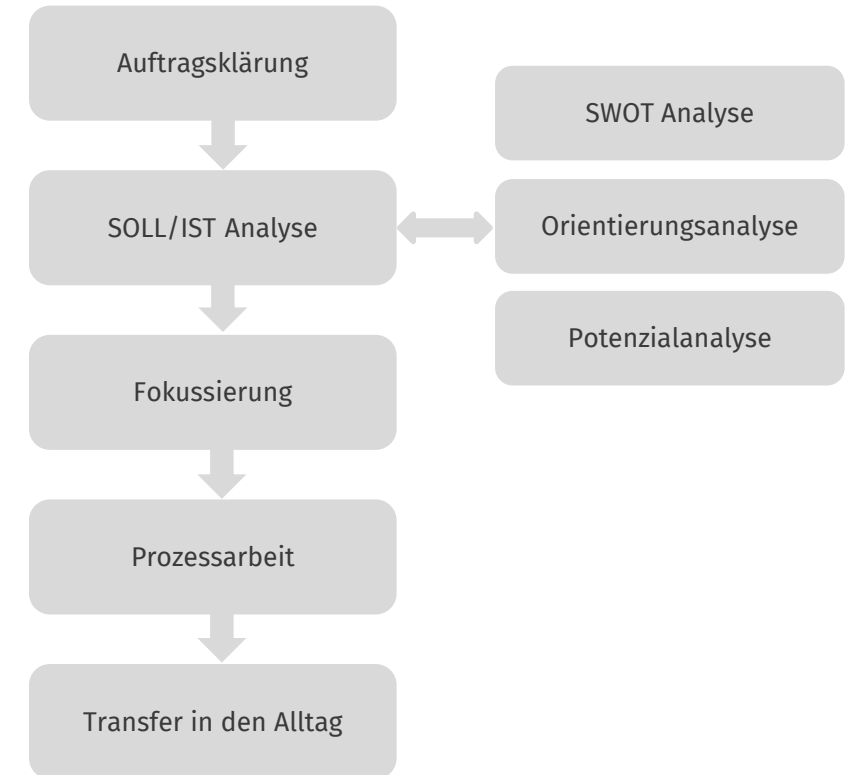 Auftragsklärung
SWOT Analyse
SOLL/IST Analyse
Orientierungsanalyse
Potenzialanalyse
Fokussierung
Prozessarbeit
Transfer in den Alltag